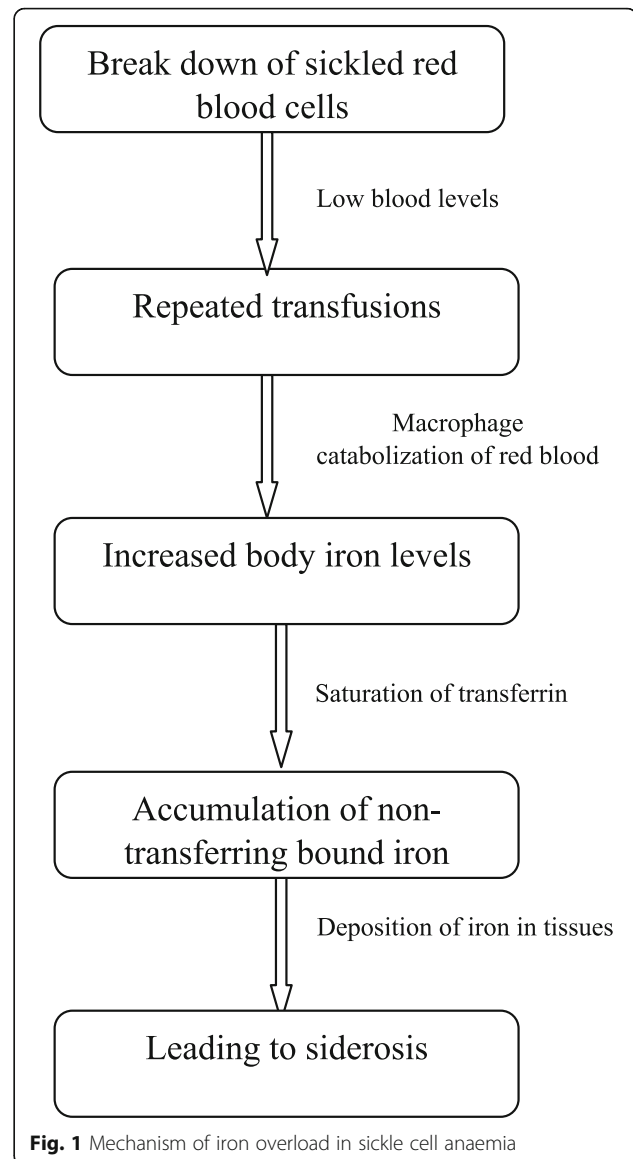 Break down of sickled red
blood cells
Low blood levels
Repeated transfusions
Macrophage
catabolization of red blood
Increased body iron levels
Saturation of transferrin
Accumulation of non-
transferring bound iron
Deposition of iron in tissues
Leading to siderosis
Fig. 1 Mechanism of iron overload in sickle cell anaemia